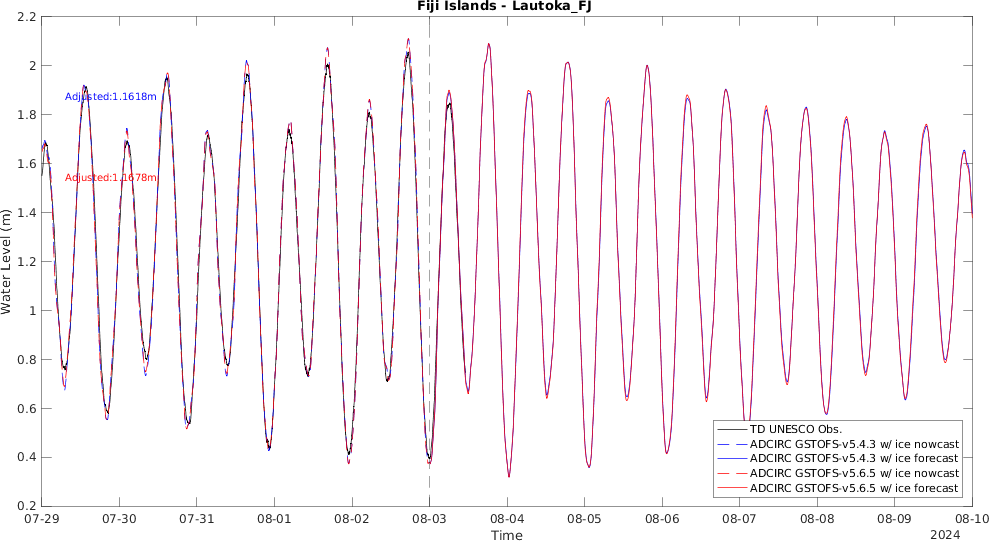 Fiji Islands - Lautoka_FJ
2.2
2
1.8
1.6
1.4
1.2
1
0.8
0.6
0.4
0.2
Water Level (m)
Adjusted:1.1618m
Adjusted:1.1678m
TD UNESCO Obs.
ADCIRC GSTOFS-v5.4.3 w/ ice nowcast
ADCIRC GSTOFS-v5.4.3 w/ ice forecast
ADCIRC GSTOFS-v5.6.5 w/ ice nowcast
ADCIRC GSTOFS-v5.6.5 w/ ice forecast
07-29 07-30 07-31 08-01 08-02 08-03 08-04 08-05 08-06 08-07 08-08 08-09 08-10
Time
2024